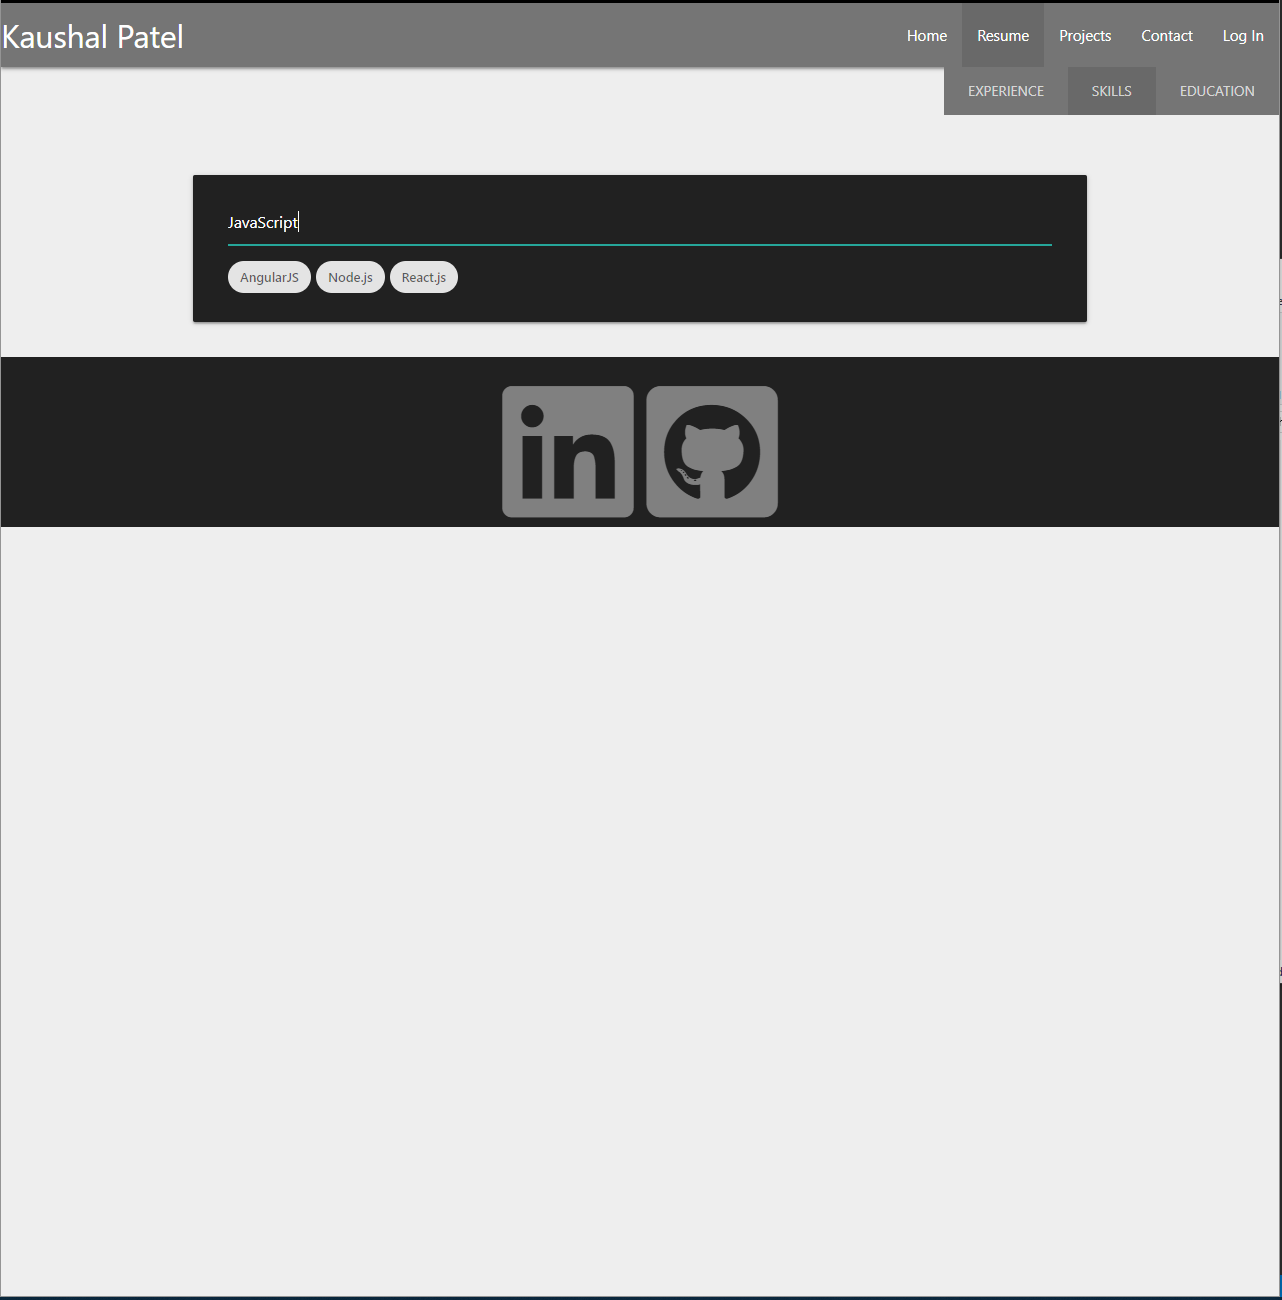 Kaushal Patel
Home Resume Projects Contact Log In
EXPERIENCE SKILLS EDUCATION
JavaScript
AngularJS Node.js React.js
in